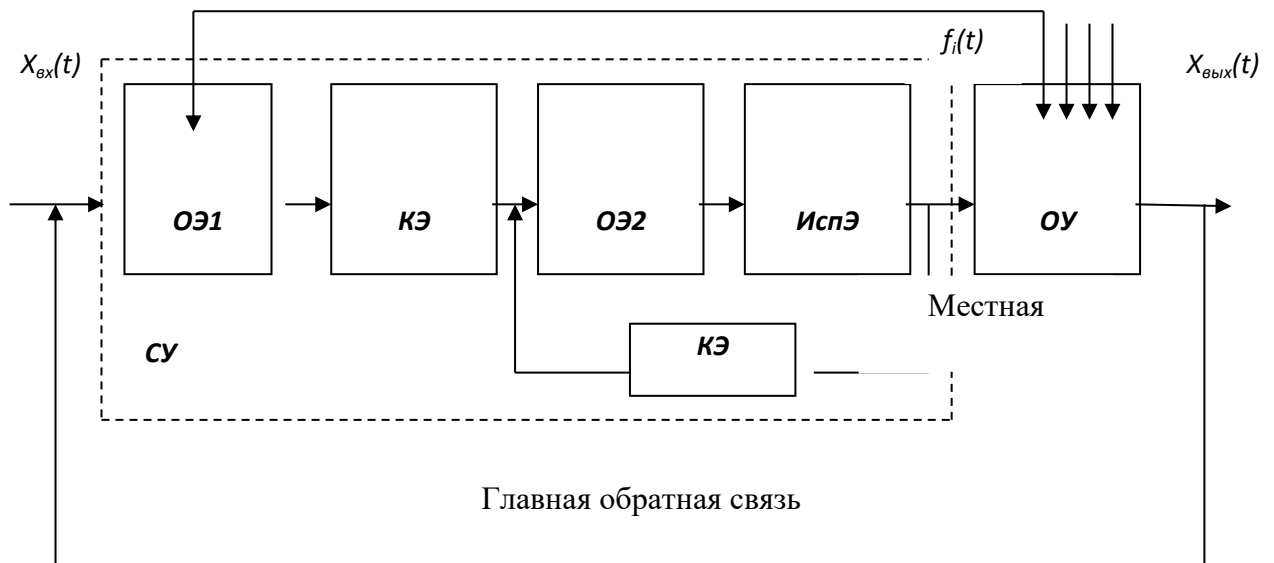 Xвх(t)
fi(t)
Xвых(t)
ОЭ1
КЭ
ОЭ2
ИспЭ
ОУ
Местная
СУ
КЭ
Главная обратная связь